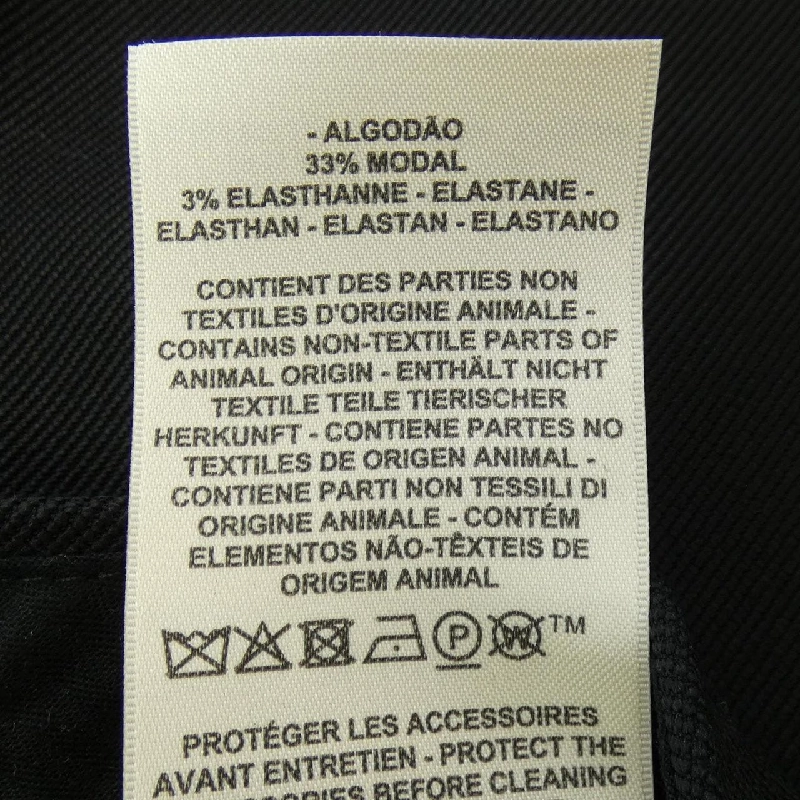 - ALGODÃO
33% MODAL
3% ELASTHANNE - ELASTANE -
ELASTHAN - ELASTAN - ELASTANO
CONTIENT DES PARTIES NON
TEXTILES D'ORIGINE ANIMALE -
CONTAINS NON-TEXTILE PARTS OF
ANIMAL ORIGIN - ENTHÄLT NICHT
TEXTILE TEILE TIERISCHER
HERKUNFT - CONTIENE PARTES NO
TEXTILES DE ORIGEN ANIMAL -
CONTIENE PARTI NON TESSILI DI
ORIGINE ANIMALE - CONTÉM
ELEMENTOS NÃO-TÊXTEIS DE
ORIGEM ANIMAL
P W TM
PROTÉGER LES ACCESSOIRES
AVANT ENTRETIEN - PROTECT THE
BEFORE CLEANING